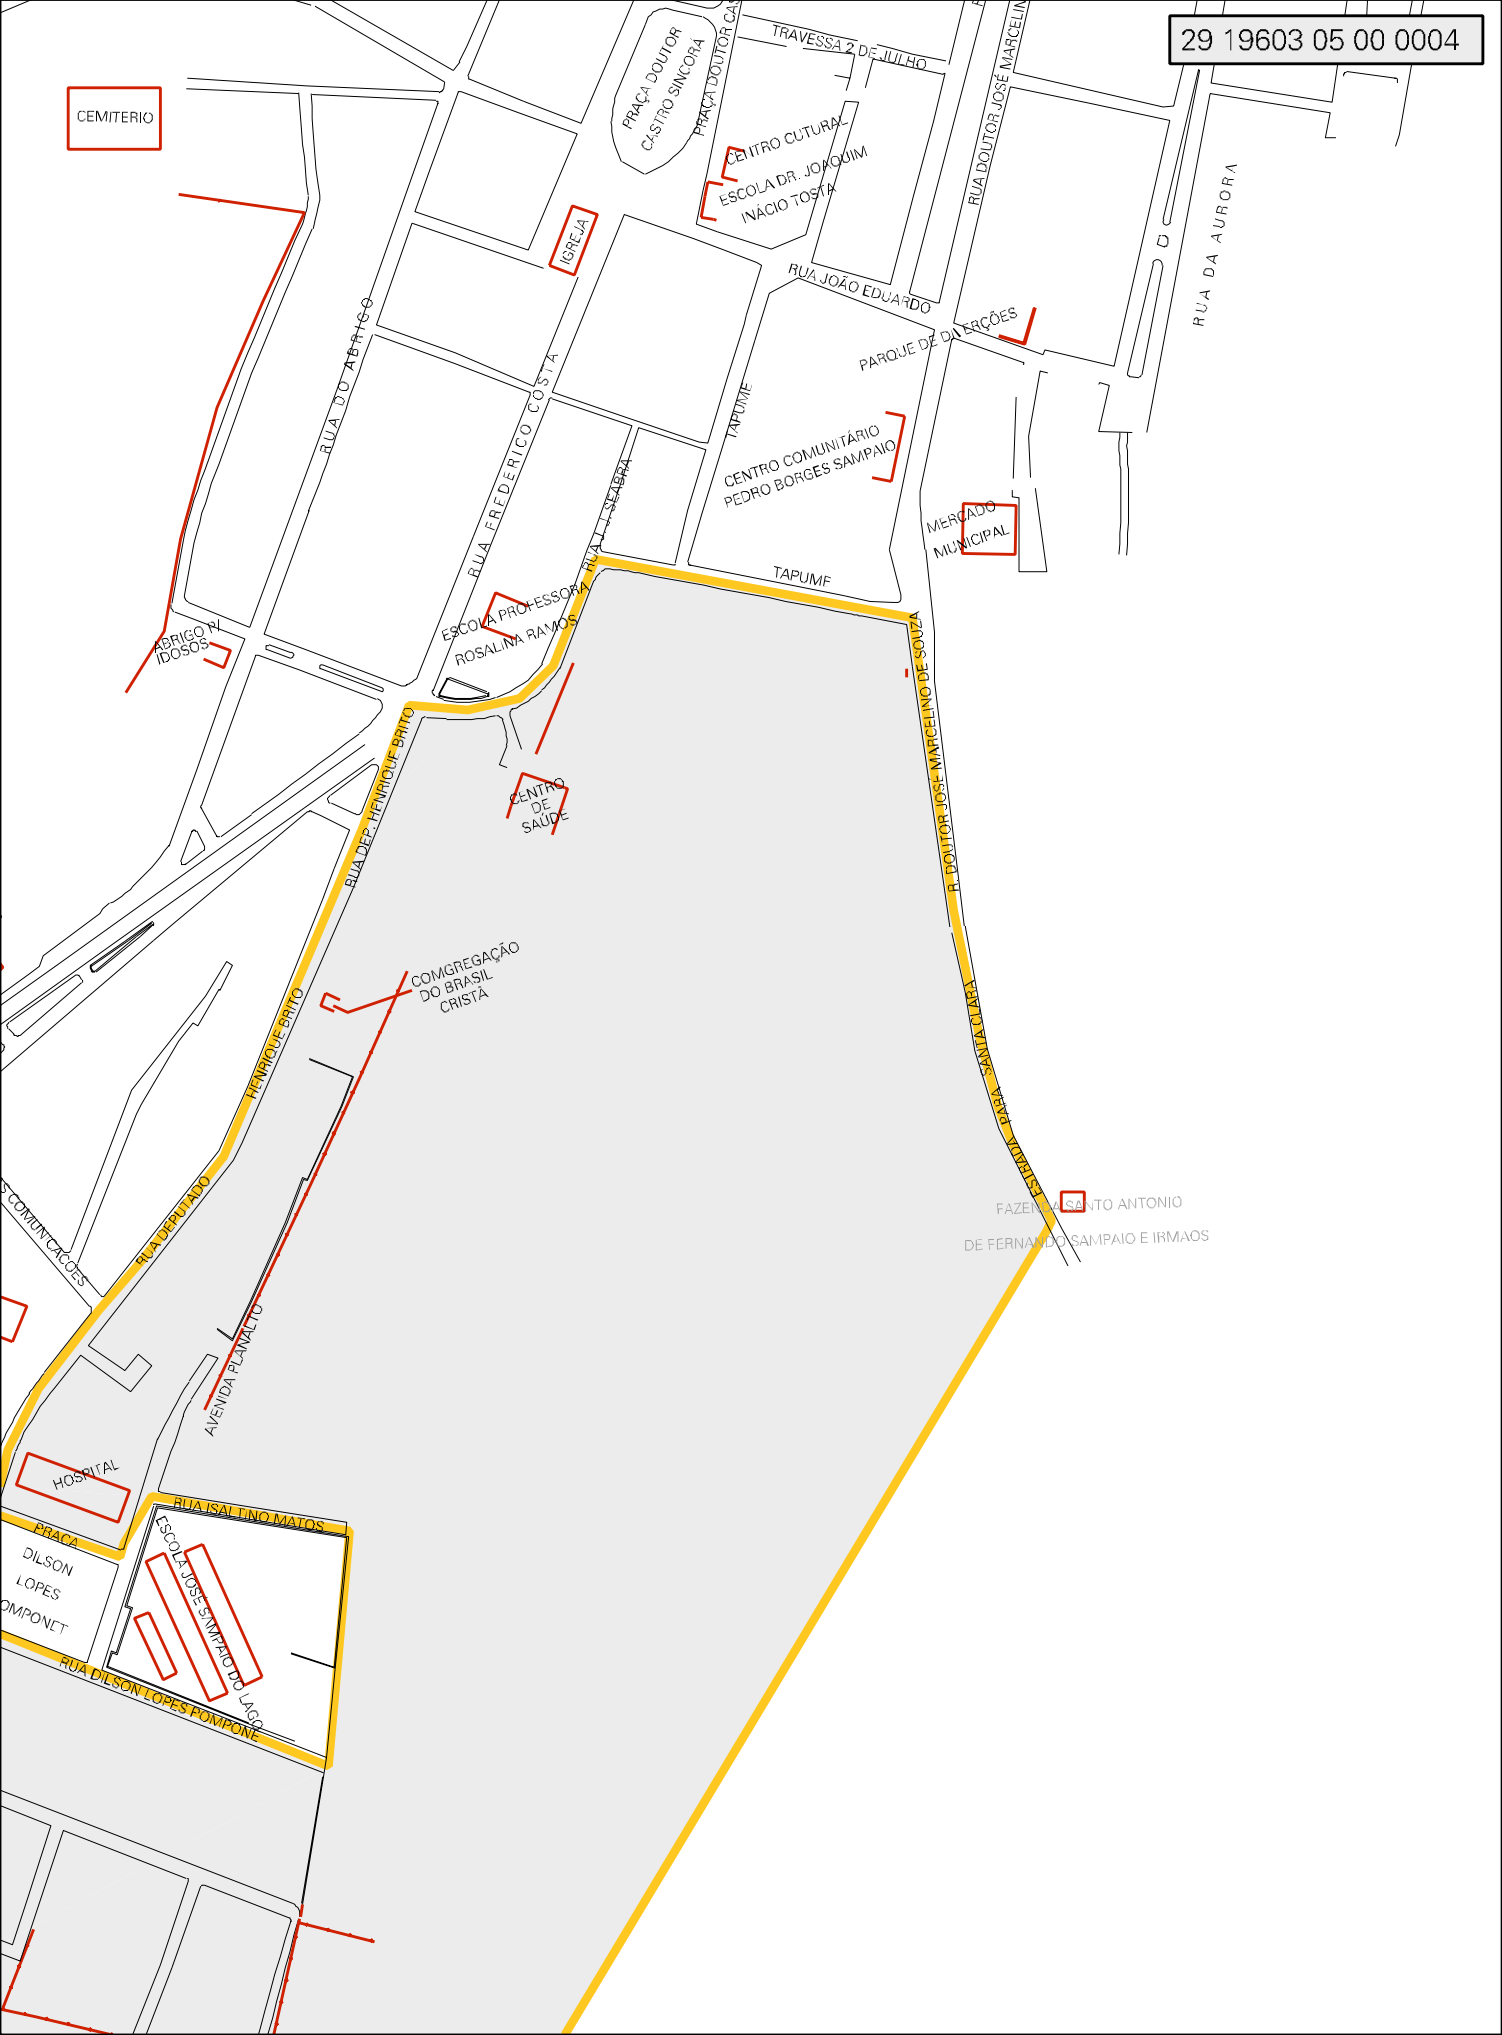 29 19603 05 00 0004
TRAVESSA 2 DE JULHO
PRAÇA DOUTOR
CASTRO SINCORÁ
PRAÇA DOUTOR CAS
RUA DOUTOR JOSÉ MARCELIN
CEMITERIO
CENTRO CUTURAL
ESCOLA DR. JOAQUIM
INÁCIO TOSTA
RUA DA AURORA
IGREJA
RUA JOÃO EDUARDO
PARQUE DE DIVERÇÕES
RUA DO ABRIGO
RUA FREDERICO COSTA
TAPUME
CENTRO COMUNITÁRIO
PEDRO BORGES SAMPAIO
RUA J. J. SEABRA
MERCADO
MUNICIPAL
TAPUME
ESCOLA PROFESSORA
ROSALINA RAMOS
ABRIGO P/
IDOSOS
R. DOUTOR JOSÉ MARCELINO DE SOUZA
RUA DEP. HENRIQUE BRITO
CENTRO
DE
SAÚDE
COMGREGAÇÃO
DO BRASIL
CRISTÃ
HENRIQUE BRITO
ESTRADA PARA SANTA CLARA
RUA DEPUTADO
S COMUNICAÇÕES
FAZENDA SANTO ANTONIO
DE FERNANDO SAMPAIO E IRMAOS
AVENIDA PLANALTO
HOSPITAL
RUA ISALTINO MATOS
PRAÇA
DILSON
LOPES
OMPONET
ESCOLA JOSÉ SAMPAIO DO LAGO
RUA DILSON LOPES POMPONE